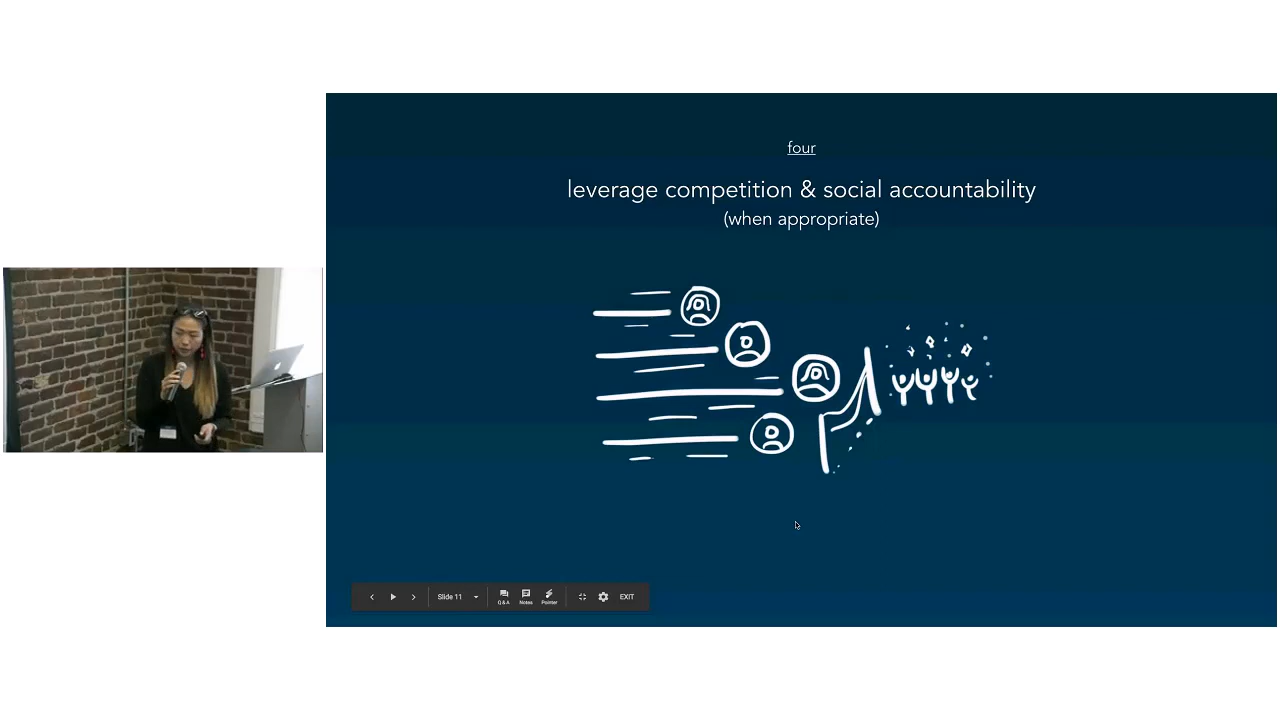 four
leverage competition & social accountability
(when appropriate)
Slide 11
Q & A
Notes
Pointer
EXIT